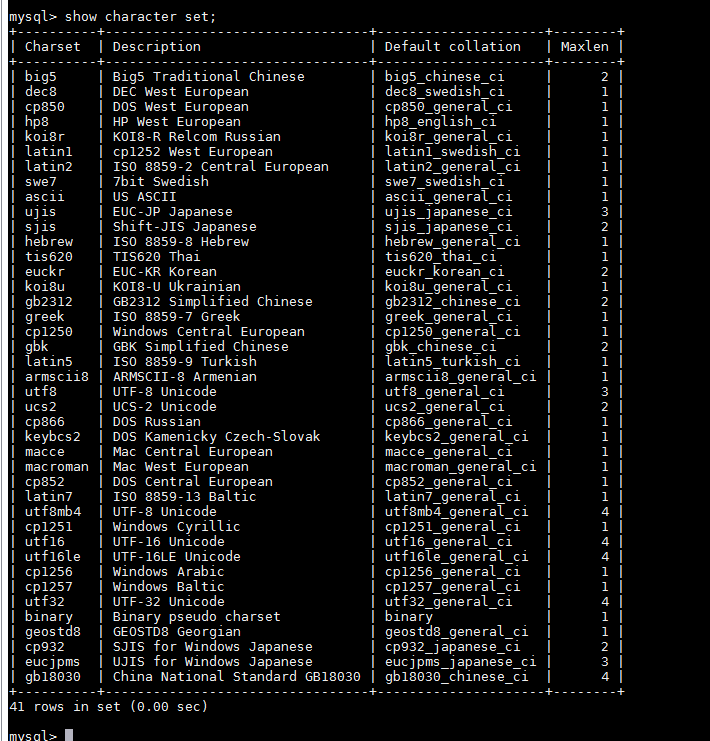 mysql> show character set;
+----------+---------------------------------+---------------------+--------+
| Charset  | Description                     | Default collation   | Maxlen |
+----------+---------------------------------+---------------------+--------+
| big5     | Big5 Traditional Chinese        | big5_chinese_ci     |      2 |
| dec8     | DEC West European               | dec8_swedish_ci     |      1 |
| cp850    | DOS West European               | cp850_general_ci    |      1 |
| hp8      | HP West European                | hp8_english_ci      |      1 |
| koi8r    | KOI8-R Relcom Russian           | koi8r_general_ci    |      1 |
| latin1   | cp1252 West European            | latin1_swedish_ci   |      1 |
| latin2   | ISO 8859-2 Central European     | latin2_general_ci   |      1 |
| swe7     | 7bit Swedish                    | swe7_swedish_ci     |      1 |
| ascii    | US ASCII                        | ascii_general_ci    |      1 |
| ujis     | EUC-JP Japanese                 | ujis_japanese_ci    |      3 |
| sjis     | Shift-JIS Japanese              | sjis_japanese_ci    |      2 |
| hebrew   | ISO 8859-8 Hebrew               | hebrew_general_ci   |      1 |
| tis620   | TIS620 Thai                     | tis620_thai_ci      |      1 |
| euckr    | EUC-KR Korean                   | euckr_korean_ci     |      2 |
| koi8u    | KOI8-U Ukrainian                | koi8u_general_ci    |      1 |
| gb2312   | GB2312 Simplified Chinese       | gb2312_chinese_ci   |      2 |
| greek    | ISO 8859-7 Greek                | greek_general_ci    |      1 |
| cp1250   | Windows Central European        | cp1250_general_ci   |      1 |
| gbk      | GBK Simplified Chinese          | gbk_chinese_ci      |      2 |
| latin5   | ISO 8859-9 Turkish              | latin5_turkish_ci   |      1 |
| armscii8 | ARMSCII-8 Armenian              | armscii8_general_ci |      1 |
| utf8     | UTF-8 Unicode                   | utf8_general_ci     |      3 |
| ucs2     | UCS-2 Unicode                   | ucs2_general_ci     |      2 |
| cp866    | DOS Russian                     | cp866_general_ci    |      1 |
| keybcs2  | DOS Kamenicky Czech-Slovak      | keybcs2_general_ci  |      1 |
| macce    | Mac Central European            | macce_general_ci    |      1 |
| macroman | Mac West European               | macroman_general_ci |      1 |
| cp852    | DOS Central European            | cp852_general_ci    |      1 |
| latin7   | ISO 8859-13 Baltic              | latin7_general_ci   |      1 |
| utf8mb4  | UTF-8 Unicode                   | utf8mb4_general_ci  |      4 |
| cp1251   | Windows Cyrillic                | cp1251_general_ci   |      1 |
| utf16    | UTF-16 Unicode                  | utf16_general_ci    |      4 |
| utf16le  | UTF-16LE Unicode                | utf16le_general_ci  |      4 |
| cp1256   | Windows Arabic                  | cp1256_general_ci   |      1 |
| cp1257   | Windows Baltic                  | cp1257_general_ci   |      1 |
| utf32    | UTF-32 Unicode                  | utf32_general_ci    |      4 |
| binary   | Binary pseudo charset           | binary              |      1 |
| geostd8  | GEOSTD8 Georgian                | geostd8_general_ci  |      1 |
| cp932    | SJIS for Windows Japanese       | cp932_japanese_ci   |      2 |
| eucjpms  | UJIS for Windows Japanese       | eucjpms_japanese_ci |      3 |
| gb18030  | China National Standard GB18030 | gb18030_chinese_ci  |      4 |
+----------+---------------------------------+---------------------+--------+
41 rows in set (0.00 sec)
mysql>